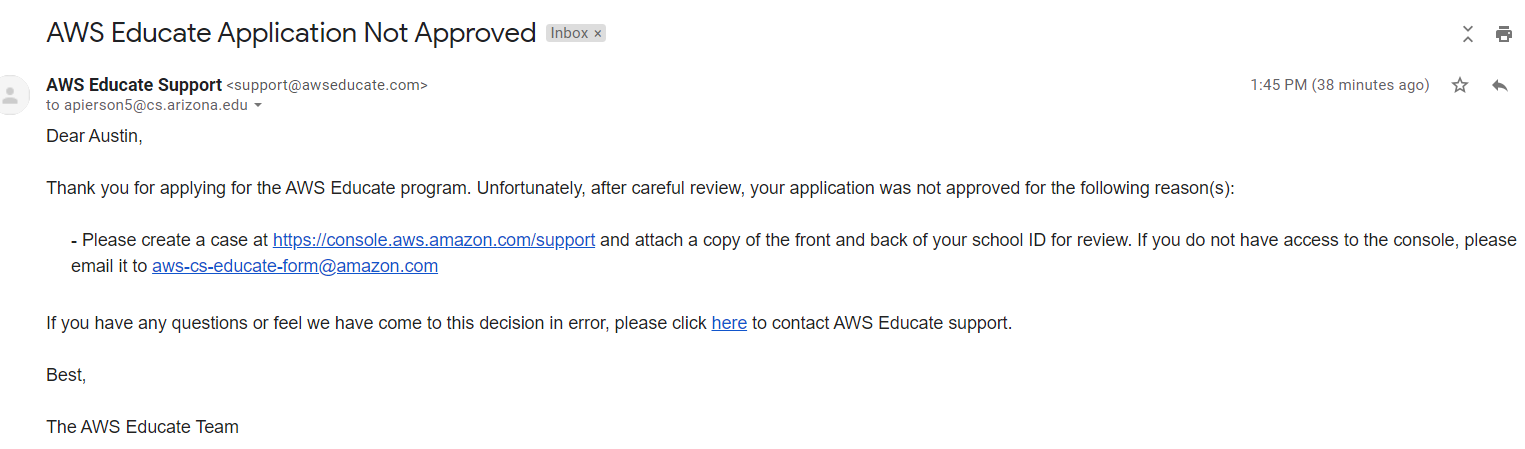 AWS Educate Application Not Approved Inbox ×
AWS Educate Support <support@awseducate.com> 1:45 PM (38 minutes ago)
to apierson5@cs.arizona.edu
Dear Austin,
Thank you for applying for the AWS Educate program. Unfortunately, after careful review, your application was not approved for the following reason(s):
- Please create a case at https://console.aws.amazon.com/support and attach a copy of the front and back of your school ID for review. If you do not have access to the console, please
email it to aws-cs-educate-form@amazon.com
If you have any questions or feel we have come to this decision in error, please click here to contact AWS Educate support.
Best,
The AWS Educate Team